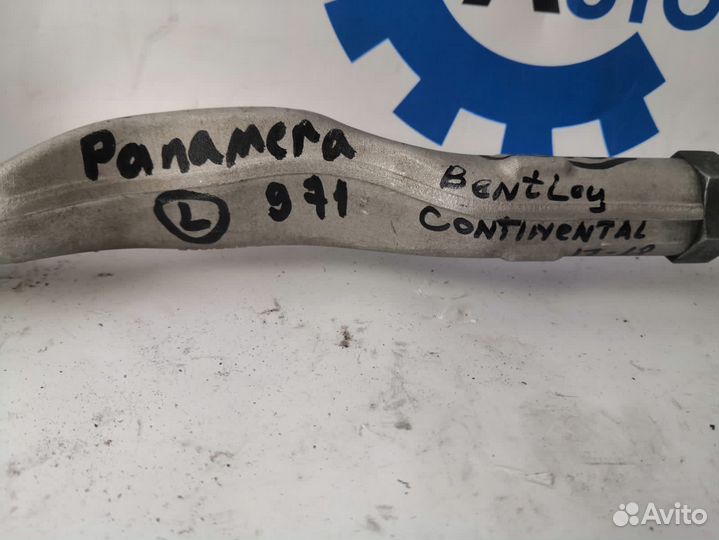 Panamera
L 971
Bentley
Continental
Avito